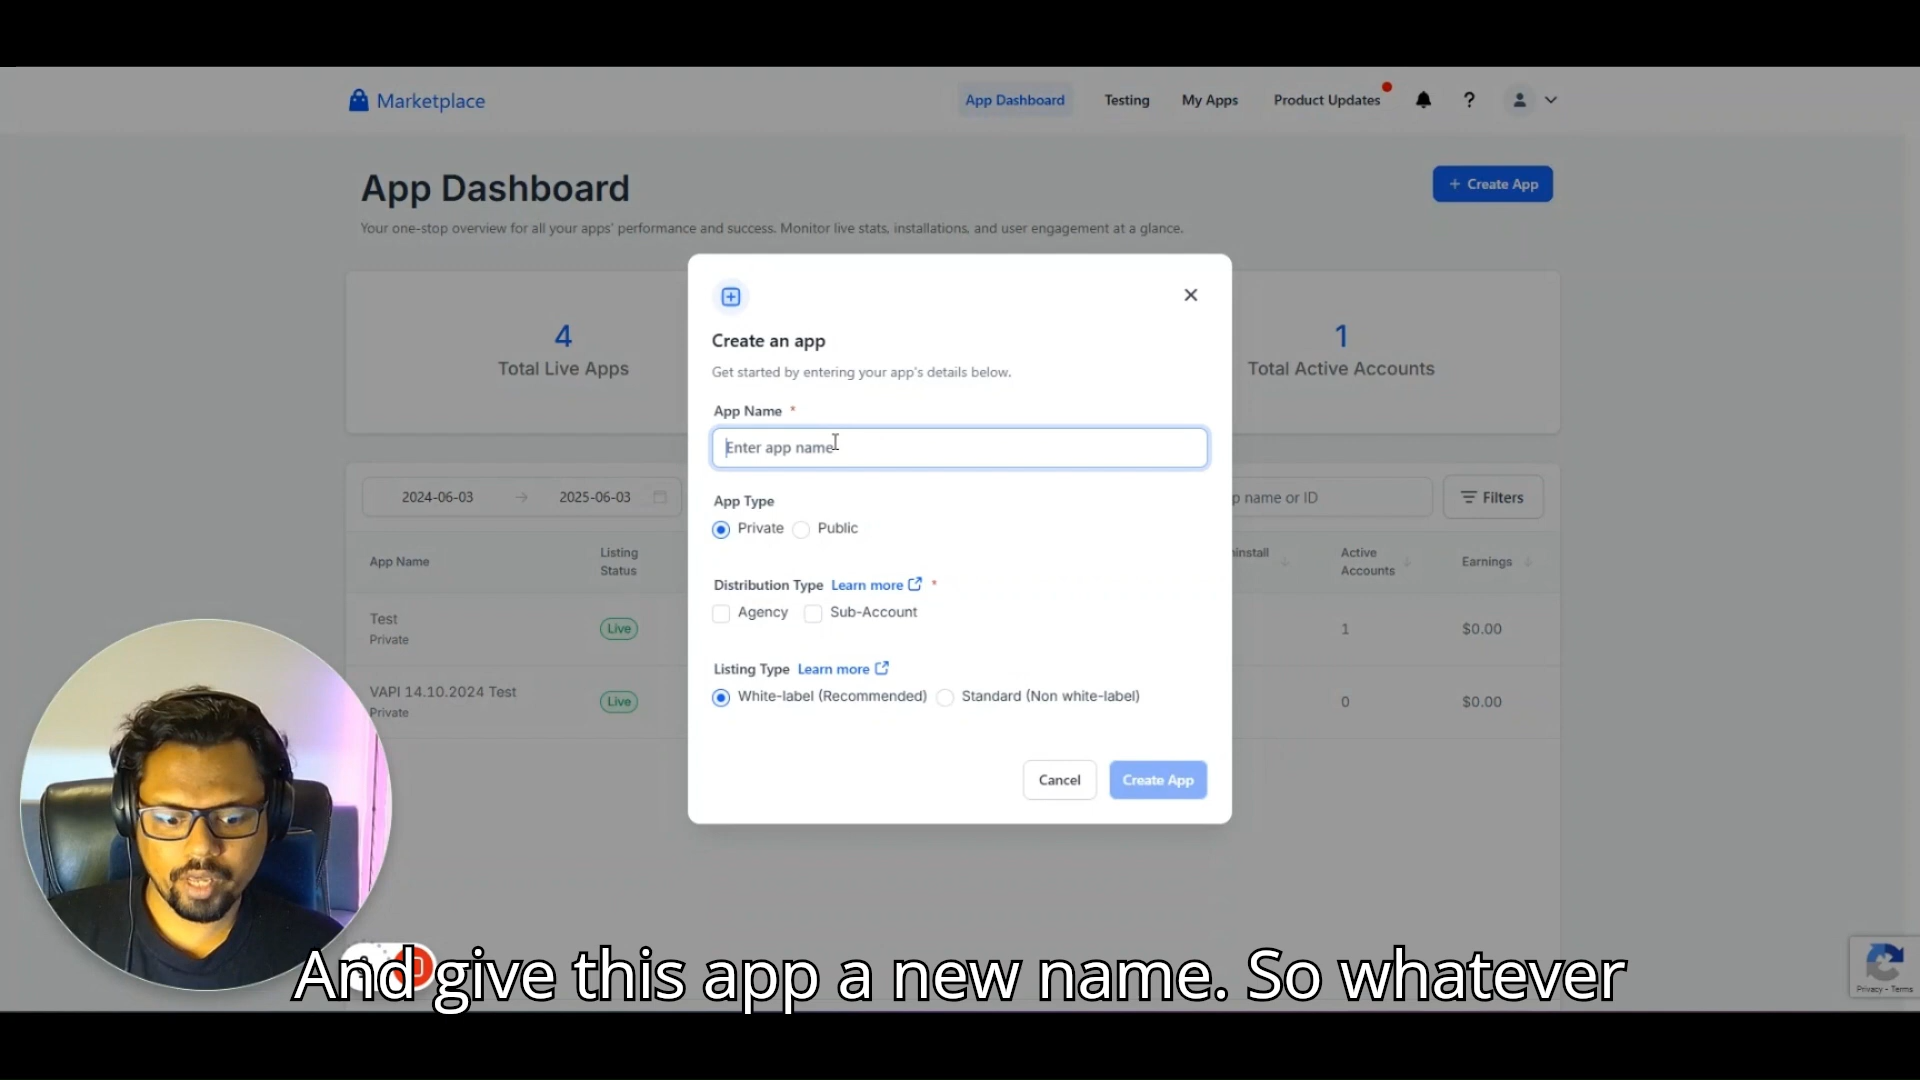 Marketplace
App Dashboard
Testing
My Apps
Product Updates
?
App Dashboard
+ Create App
Your one-stop overview for all your apps' performance and success. Monitor live stats, installations, and user engagement at a glance.
4
Total Live Apps
1
Total Active Accounts
Create an app
Get started by entering your app's details below.
App Name *
Enter app name
App Type
Private
Public
Distribution Type Learn more *
Agency
Sub-Account
Listing Type Learn more
White-label (Recommended)
Standard (Non white-label)
Cancel
Create App
2024-06-03 → 2025-06-03
name or ID
Filters
App Name
Listing
Status
Active
Accounts
Earnings
Test
Private
Live
1
$0.00
VAPI 14.10.2024 Test
Private
Live
0
$0.00
And give this app a new name. So whatever
Privacy - Terms